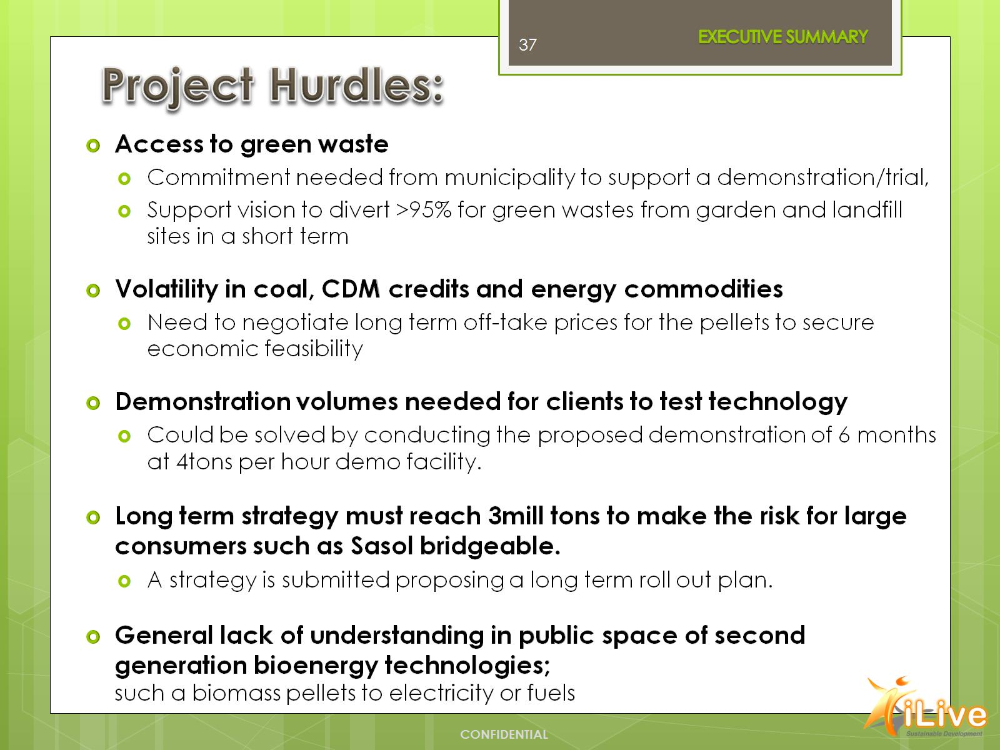 37
EXECUTIVE SUMMARY
Project Hurdles:
Access to green waste
Commitment needed from municipality to support a demonstration/trial,
Support vision to divert >95% for green wastes from garden and landfill
sites in a short term
Volatility in coal, CDM credits and energy commodities
Need to negotiate long term off-take prices for the pellets to secure
economic feasibility
Demonstration volumes needed for clients to test technology
Could be solved by conducting the proposed demonstration of 6 months
at 4tons per hour demo facility.
Long term strategy must reach 3mill tons to make the risk for large
consumers such as Sasol bridgeable.
A strategy is submitted proposing a long term roll out plan.
General lack of understanding in public space of second
generation bioenergy technologies;
such a biomass pellets to electricity or fuels
iLive
Sustainable Development
CONFIDENTIAL